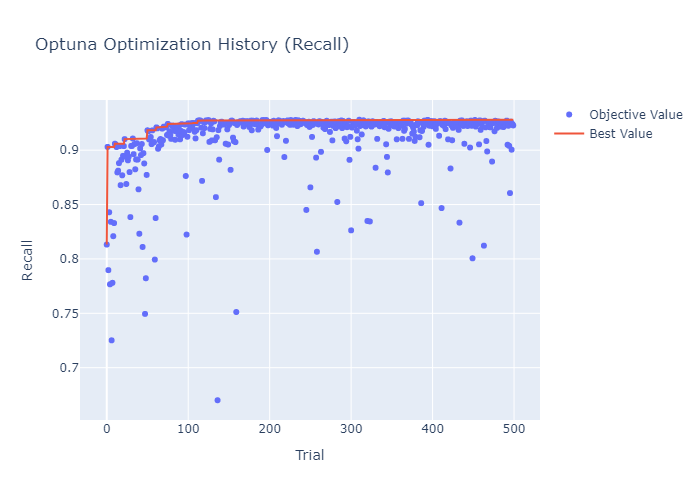 Optuna Optimization History (Recall)
Objective Value
Best Value
0.9
0.85
0.8
0.75
0.7
Recall
0
100
200
300
400
500
Trial